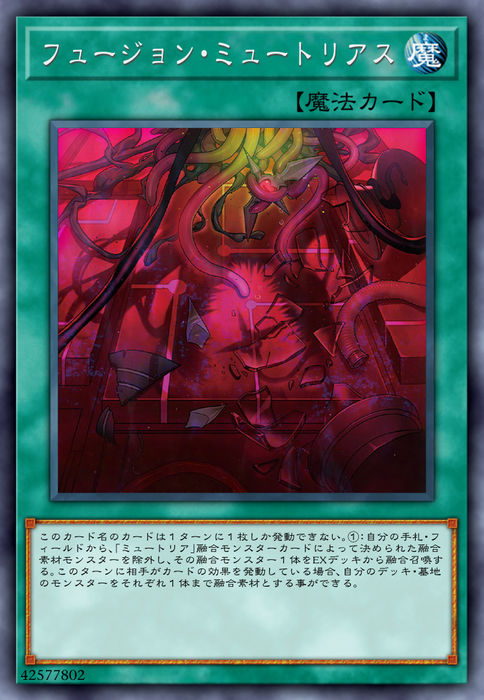 フュージョン・ミュートリアス
魔
【魔法カード】
このカード名のカードは１ターンに１枚しか発動できない。①：自分の手札・フ
ィールドから、「ミュートリア」融合モンスターカードによって決められた融合
素材モンスターを除外し、その融合モンスター１体をEXデッキから融合召喚す
る。このターンに相手がカードの効果を発動している場合、自分のデッキ・墓地
のモンスターをそれぞれ１体まで融合素材とする事ができる。
42577802